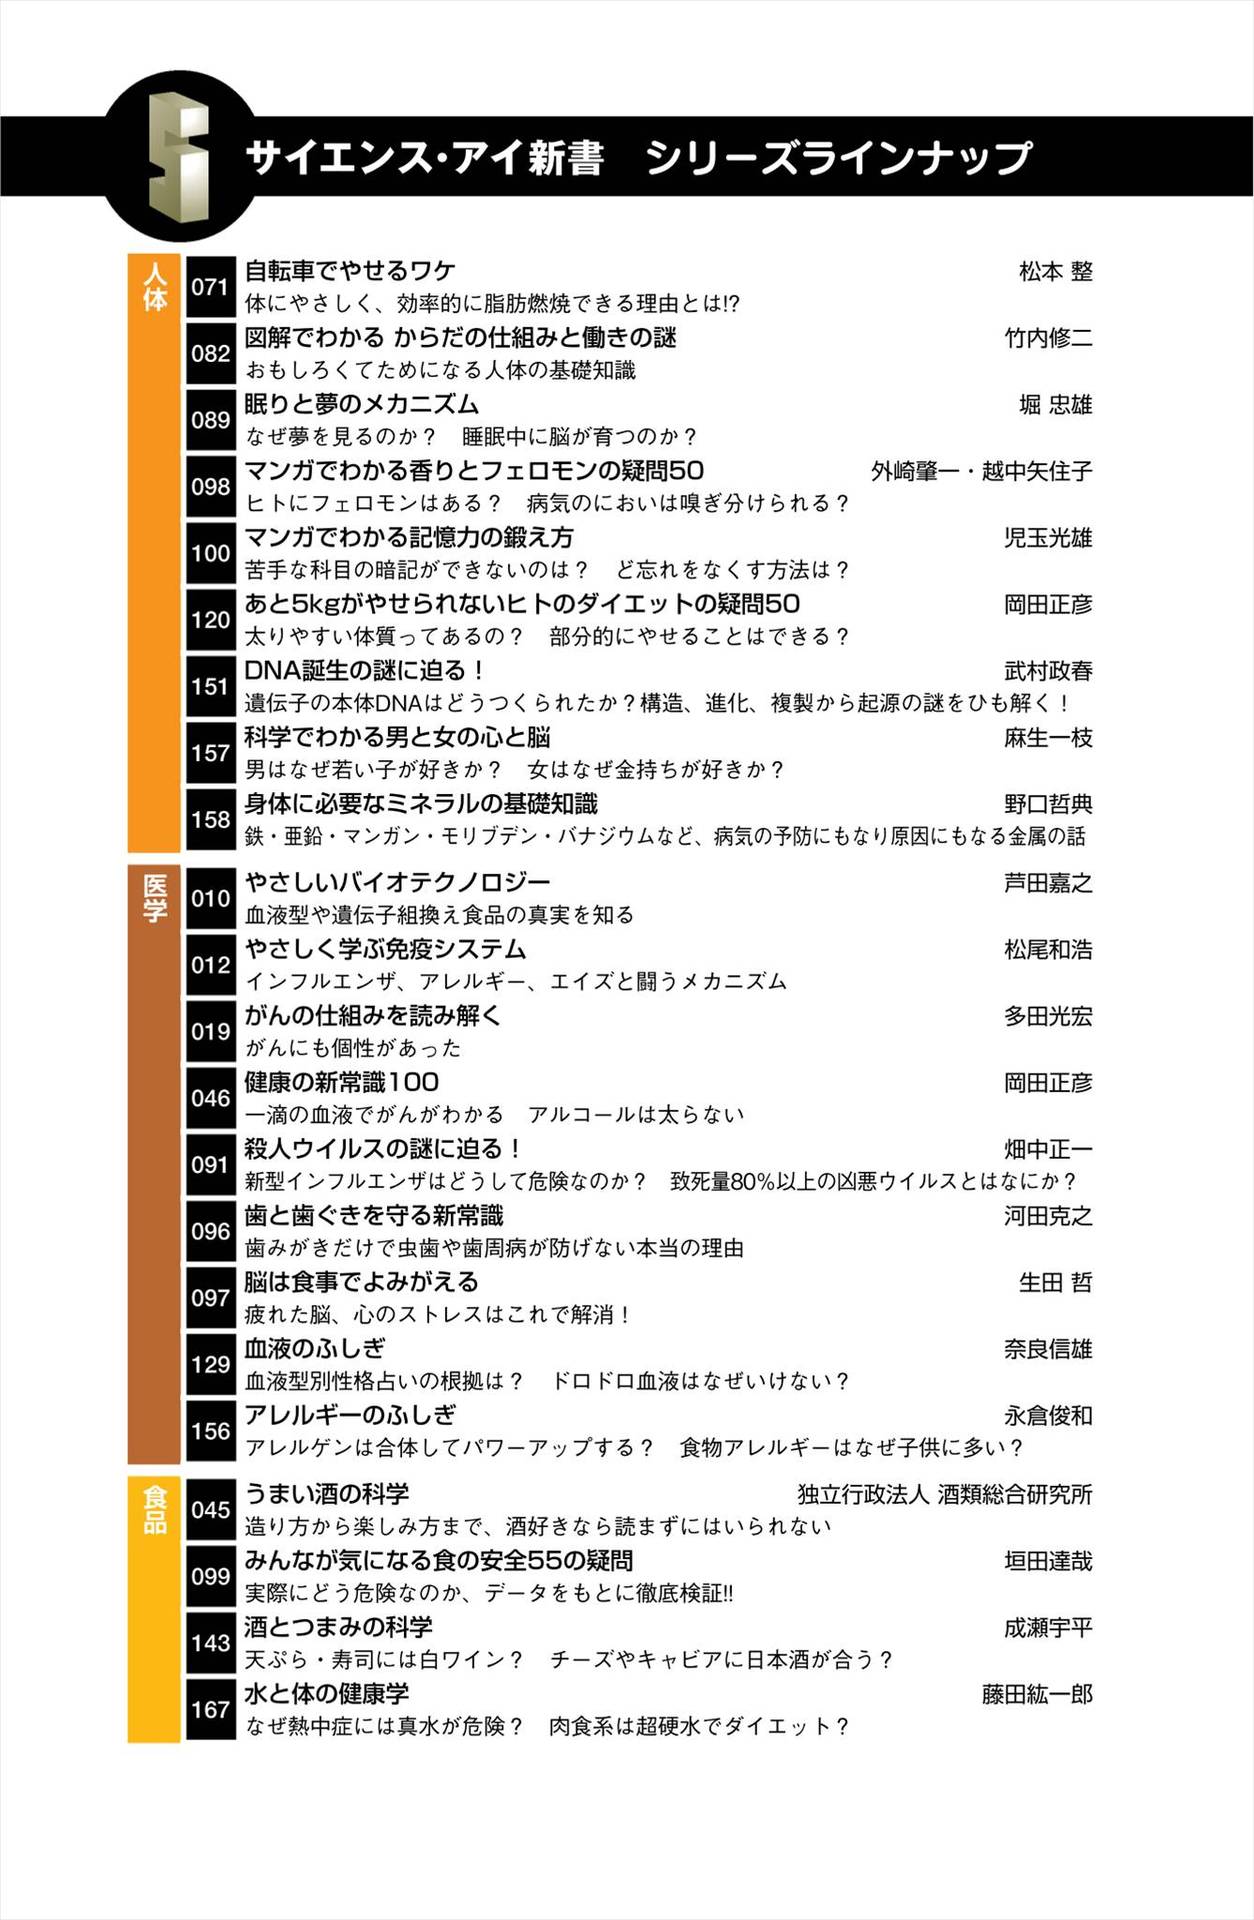 サイエンス・アイ新書　シリーズラインナップ
人体
071 自転車でやせるワケ 松本 整
体にやさしく、効率的に脂肪燃焼できる理由とは!?
082 図解でわかる からだの仕組みと働きの謎 竹内修二
おもしろくてためになる人体の基礎知識
089 眠りと夢のメカニズム 堀 忠雄
なぜ夢を見るのか？　睡眠中に脳が育つのか？
098 マンガでわかる香りとフェロモンの疑問50 外崎肇一・越中矢住子
ヒトにフェロモンはある？　病気のにおいは嗅ぎ分けられる？
100 マンガでわかる記憶力の鍛え方 児玉光雄
苦手な科目の暗記ができないのは？　ど忘れをなくす方法は？
120 あと5kgがやせられないヒトのダイエットの疑問50 岡田正彦
太りやすい体質ってあるの？　部分的にやせることはできる？
151 DNA誕生の謎に迫る！ 武村政春
遺伝子の本体DNAはどうつくられたか？構造、進化、複製から起源の謎をひも解く！
157 科学でわかる男と女の心と脳 麻生一枝
男はなぜ若い子が好きか？　女はなぜ金持ちが好きか？
158 身体に必要なミネラルの基礎知識 野口哲典
鉄・亜鉛・マンガン・モリブデン・バナジウムなど、病気の予防にもなり原因にもなる金属の話
医学
010 やさしいバイオテクノロジー 芦田嘉之
血液型や遺伝子組換え食品の真実を知る
012 やさしく学ぶ免疫システム 松尾和浩
インフルエンザ、アレルギー、エイズと闘うメカニズム
019 がんの仕組みを読み解く 多田光宏
がんにも個性があった
046 健康の新常識100 岡田正彦
一滴の血液でがんがわかる　アルコールは太らない
091 殺人ウイルスの謎に迫る！ 畑中正一
新型インフルエンザはどうして危険なのか？　致死量80%以上の凶悪ウイルスとはなにか？
096 歯と歯ぐきを守る新常識 河田克之
歯みがきだけで虫歯や歯周病が防げない本当の理由
097 脳は食事でよみがえる 生田 哲
疲れた脳、心のストレスはこれで解消！
129 血液のふしぎ 奈良信雄
血液型別性格占いの根拠は？　ドロドロ血液はなぜいけない？
156 アレルギーのふしぎ 永倉俊和
アレルゲンは合体してパワーアップする？　食物アレルギーはなぜ子供に多い？
食品
045 うまい酒の科学 独立行政法人 酒類総合研究所
造り方から楽しみ方まで、酒好きなら読まずにはいられない
099 みんなが気になる食の安全55の疑問 垣田達哉
実際にどう危険なのか、データをもとに徹底検証!!
143 酒とつまみの科学 成瀬宇平
天ぷら・寿司には白ワイン？　チーズやキャビアに日本酒が合う？
167 水と体の健康学 藤田紘一郎
なぜ熱中症には真水が危険？　肉食系は超硬水でダイエット？